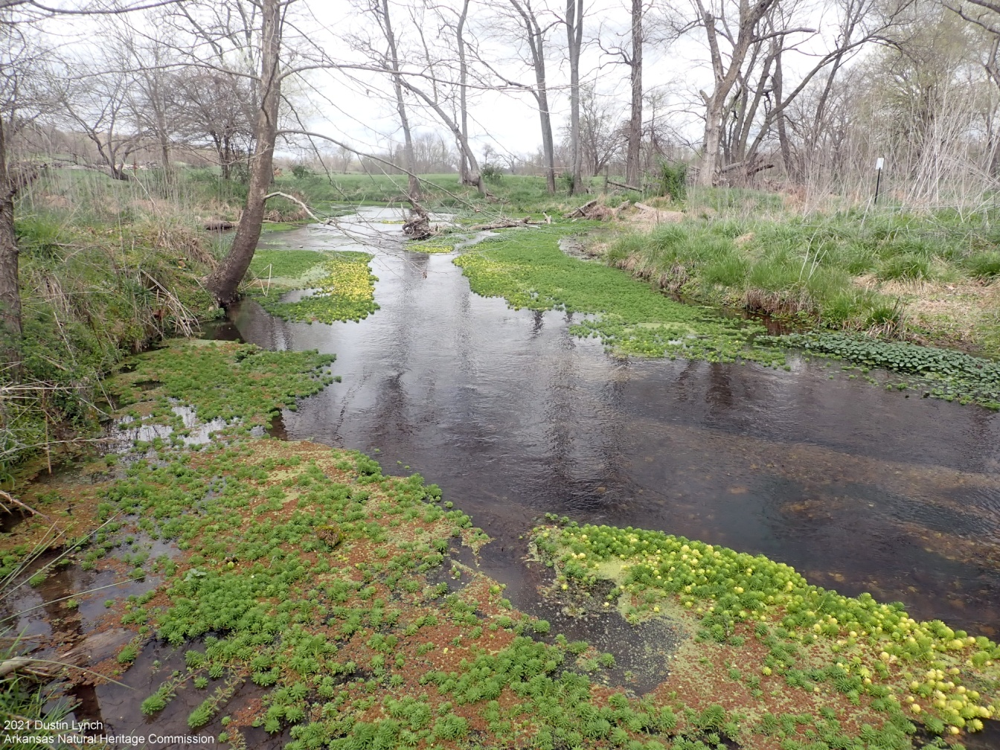 2021 Dustin Lynch
Arkansas Natural Heritage Commission